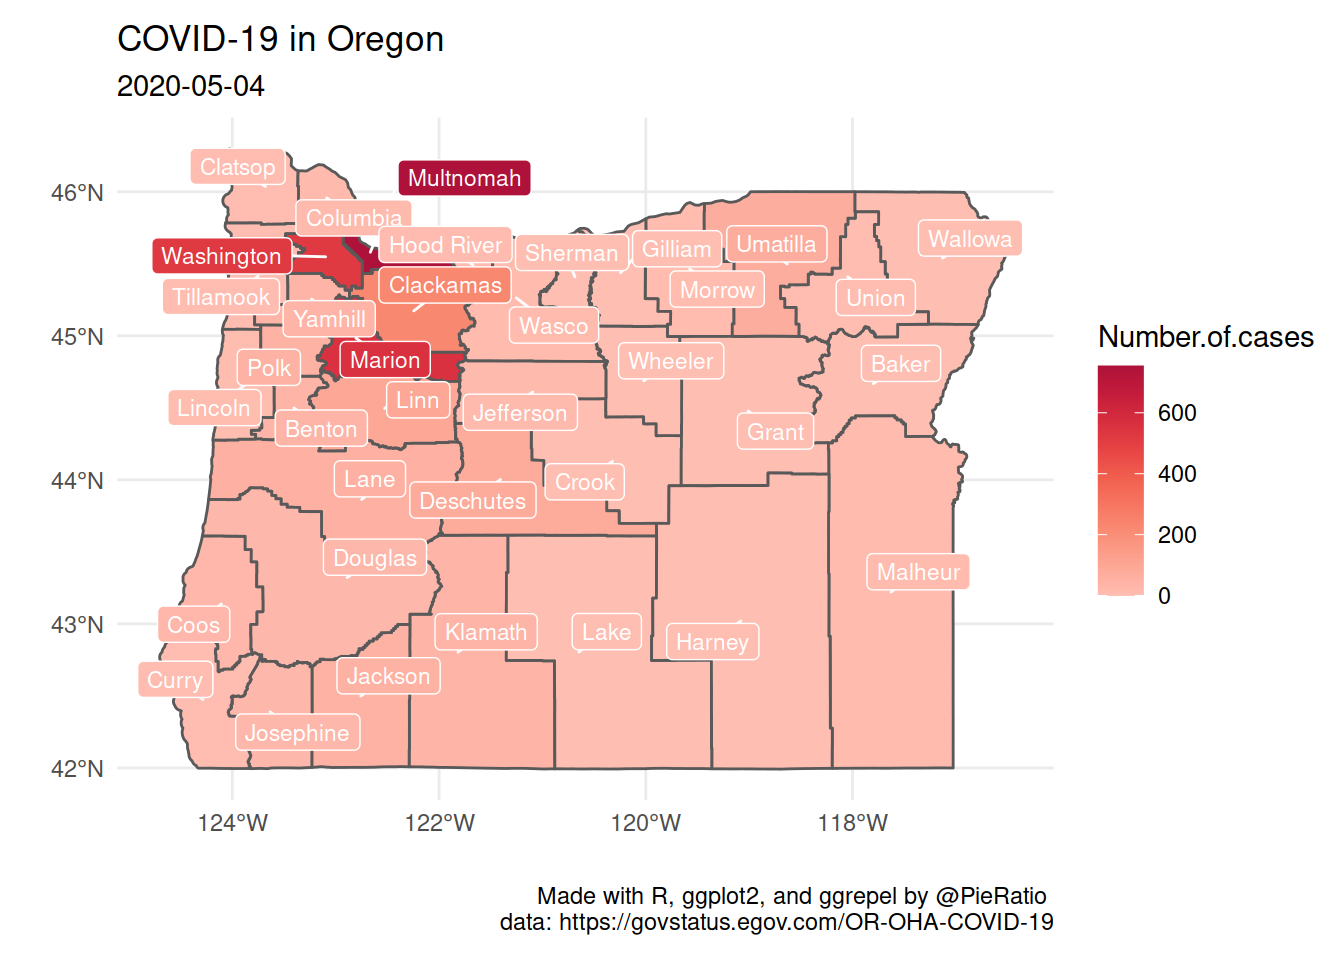 COVID-19 in Oregon
2020-05-04
46°N
45°N
44°N
43°N
42°N
124°W
122°W
120°W
118°W
Clatsop
Multnomah
Columbia
Washington
Hood River
Sherman
Gilliam
Umatilla
Wallowa
Tillamook
Clackamas
Morrow
Union
Yamhill
Wasco
Marion
Polk
Wheeler
Baker
Lincoln
Linn
Jefferson
Benton
Grant
Lane
Deschutes
Crook
Douglas
Malheur
Coos
Klamath
Lake
Harney
Curry
Jackson
Josephine
Number.of.cases
600
400
200
0
Made with R, ggplot2, and ggrepel by @PieRatio
data: https://govstatus.egov.com/OR-OHA-COVID-19